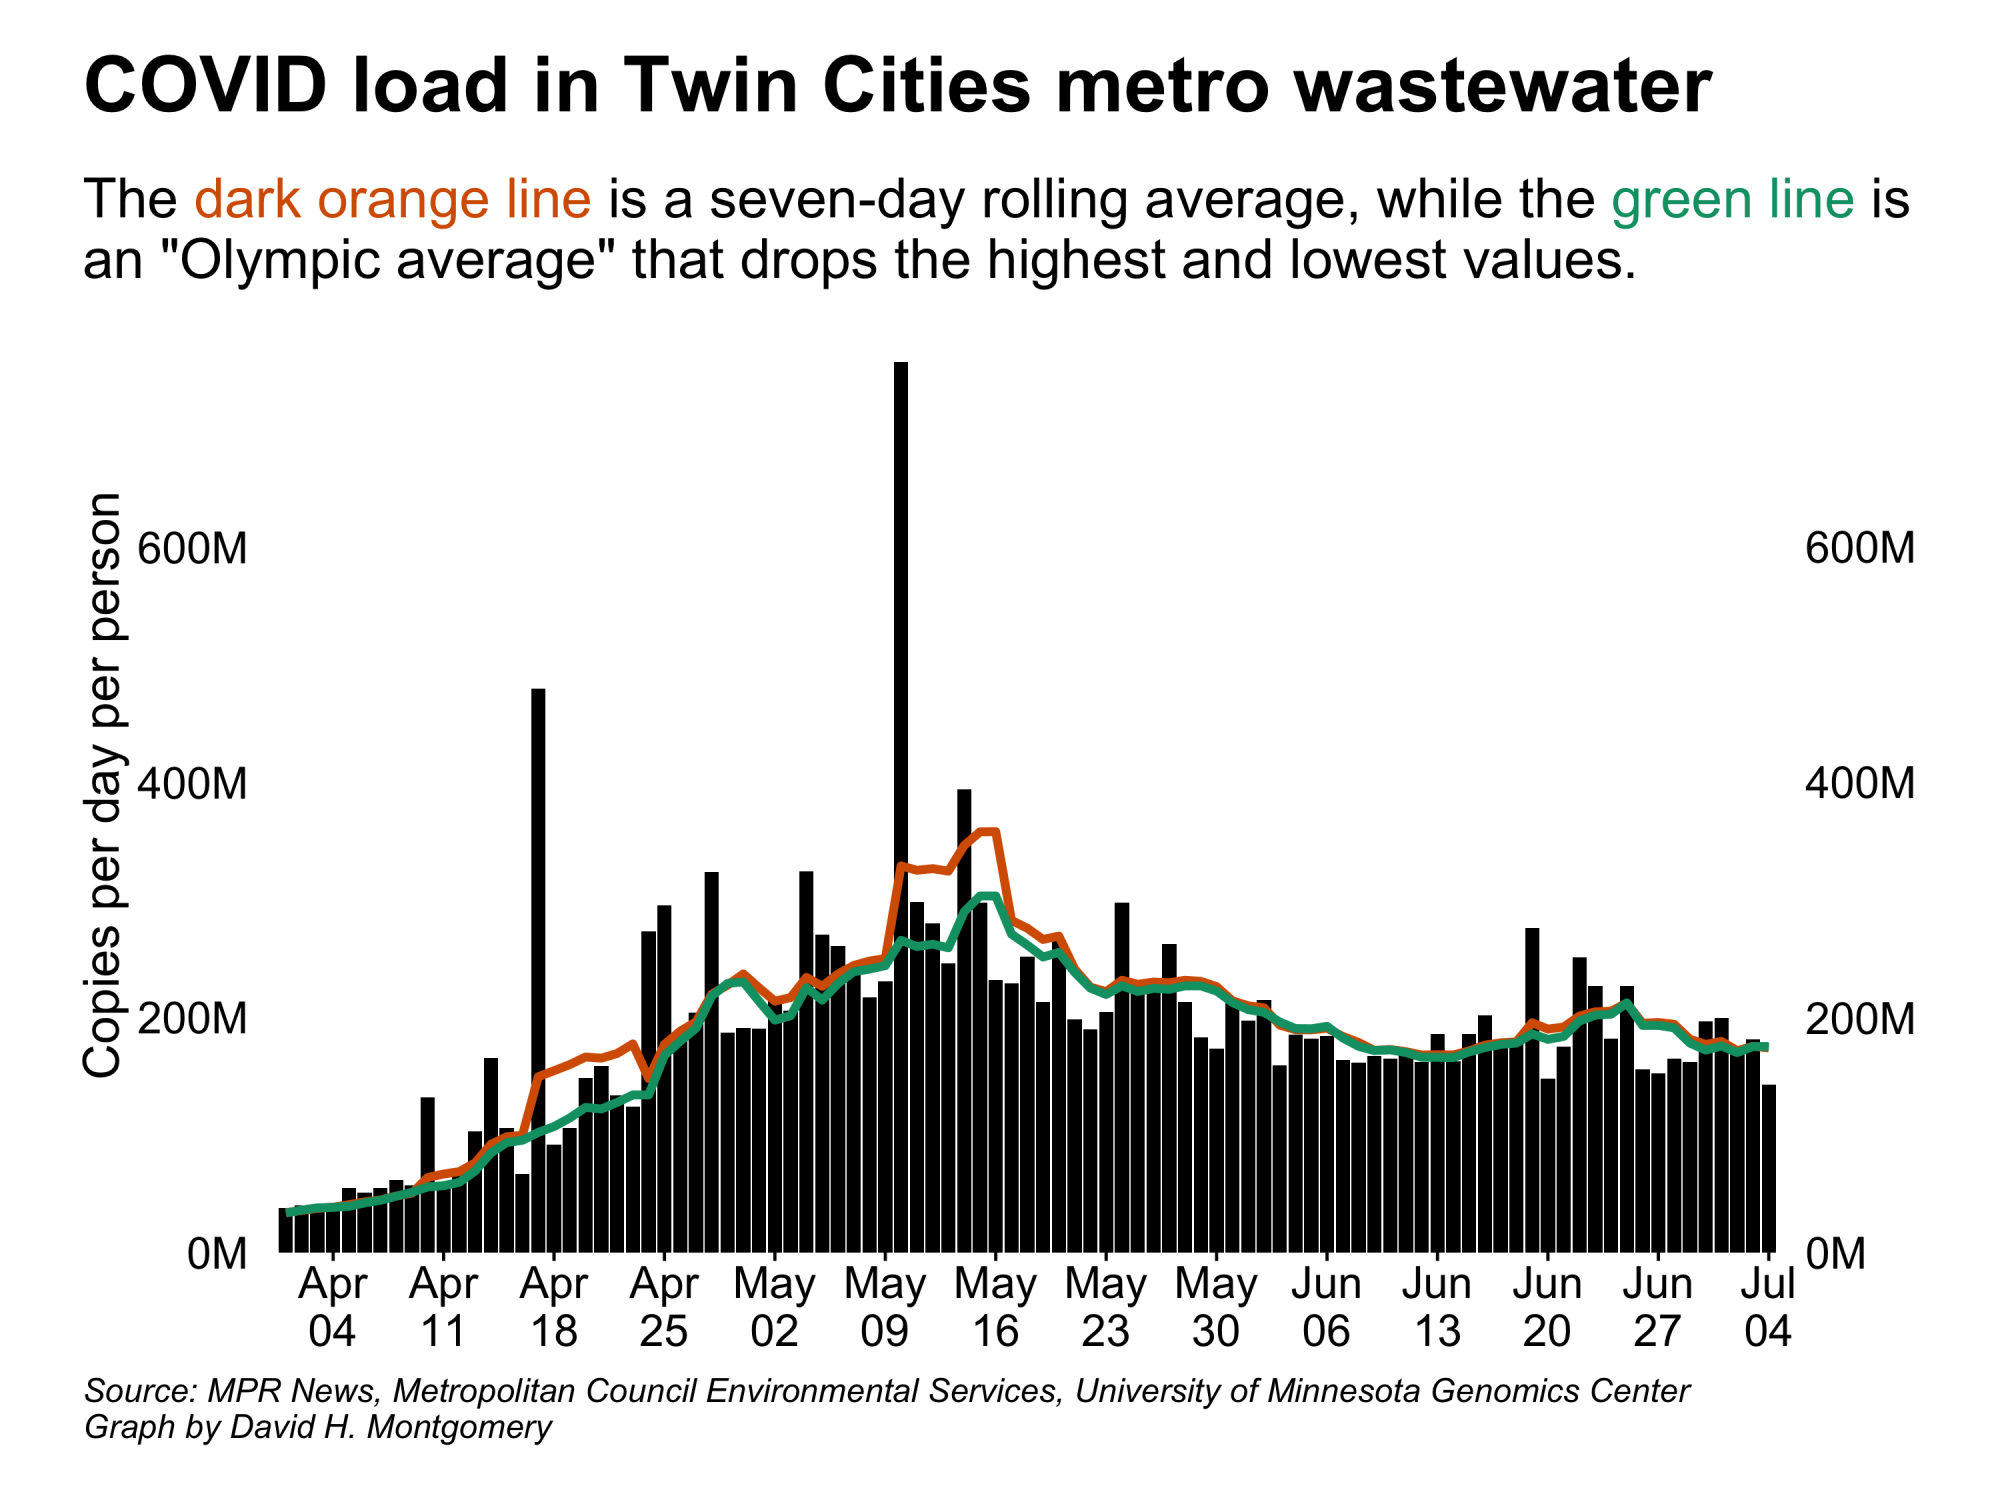 COVID load in Twin Cities metro wastewater
The dark orange line is a seven-day rolling average, while the green line is
an "Olympic average" that drops the highest and lowest values.
Copies per day per person
600M
400M
200M
0M
600M
400M
200M
0M
Apr 04
Apr 11
Apr 18
Apr 25
May 02
May 09
May 16
May 23
May 30
Jun 06
Jun 13
Jun 20
Jun 27
Jul 04
Source: MPR News, Metropolitan Council Environmental Services, University of Minnesota Genomics Center
Graph by David H. Montgomery